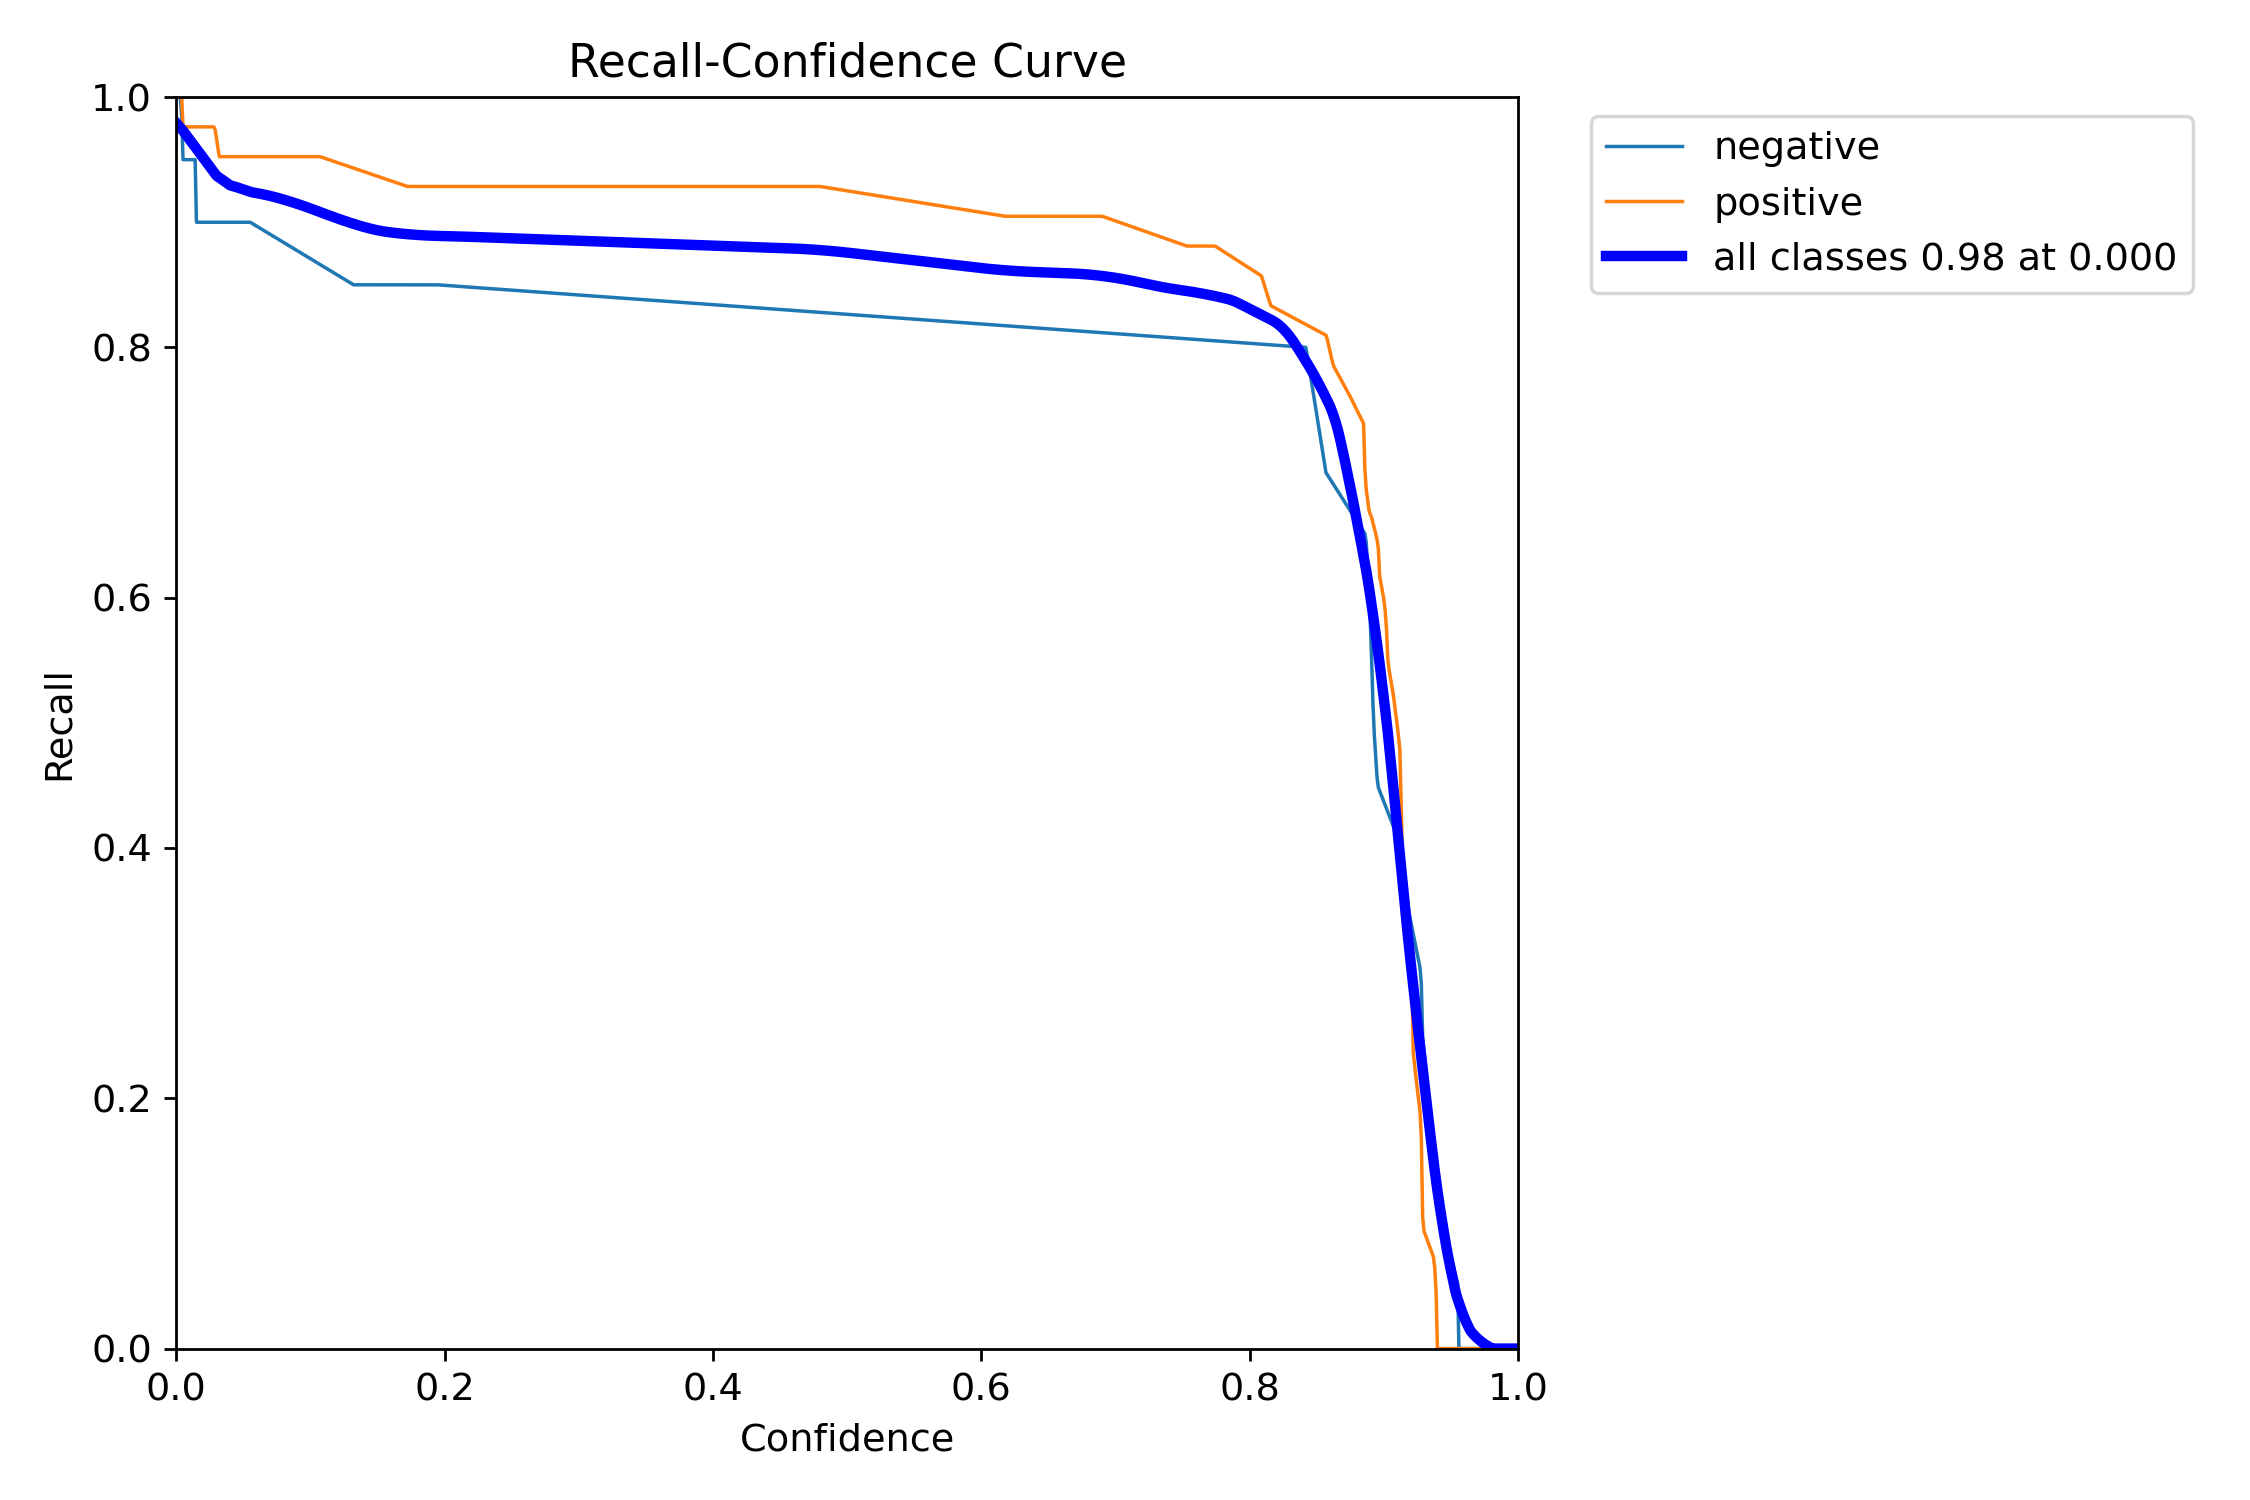 Recall-Confidence Curve
1.0
0.8
0.6
0.4
0.2
0.0
Recall
0.0 0.2 0.4 0.6 0.8 1.0
Confidence
negative
positive
all classes 0.98 at 0.000